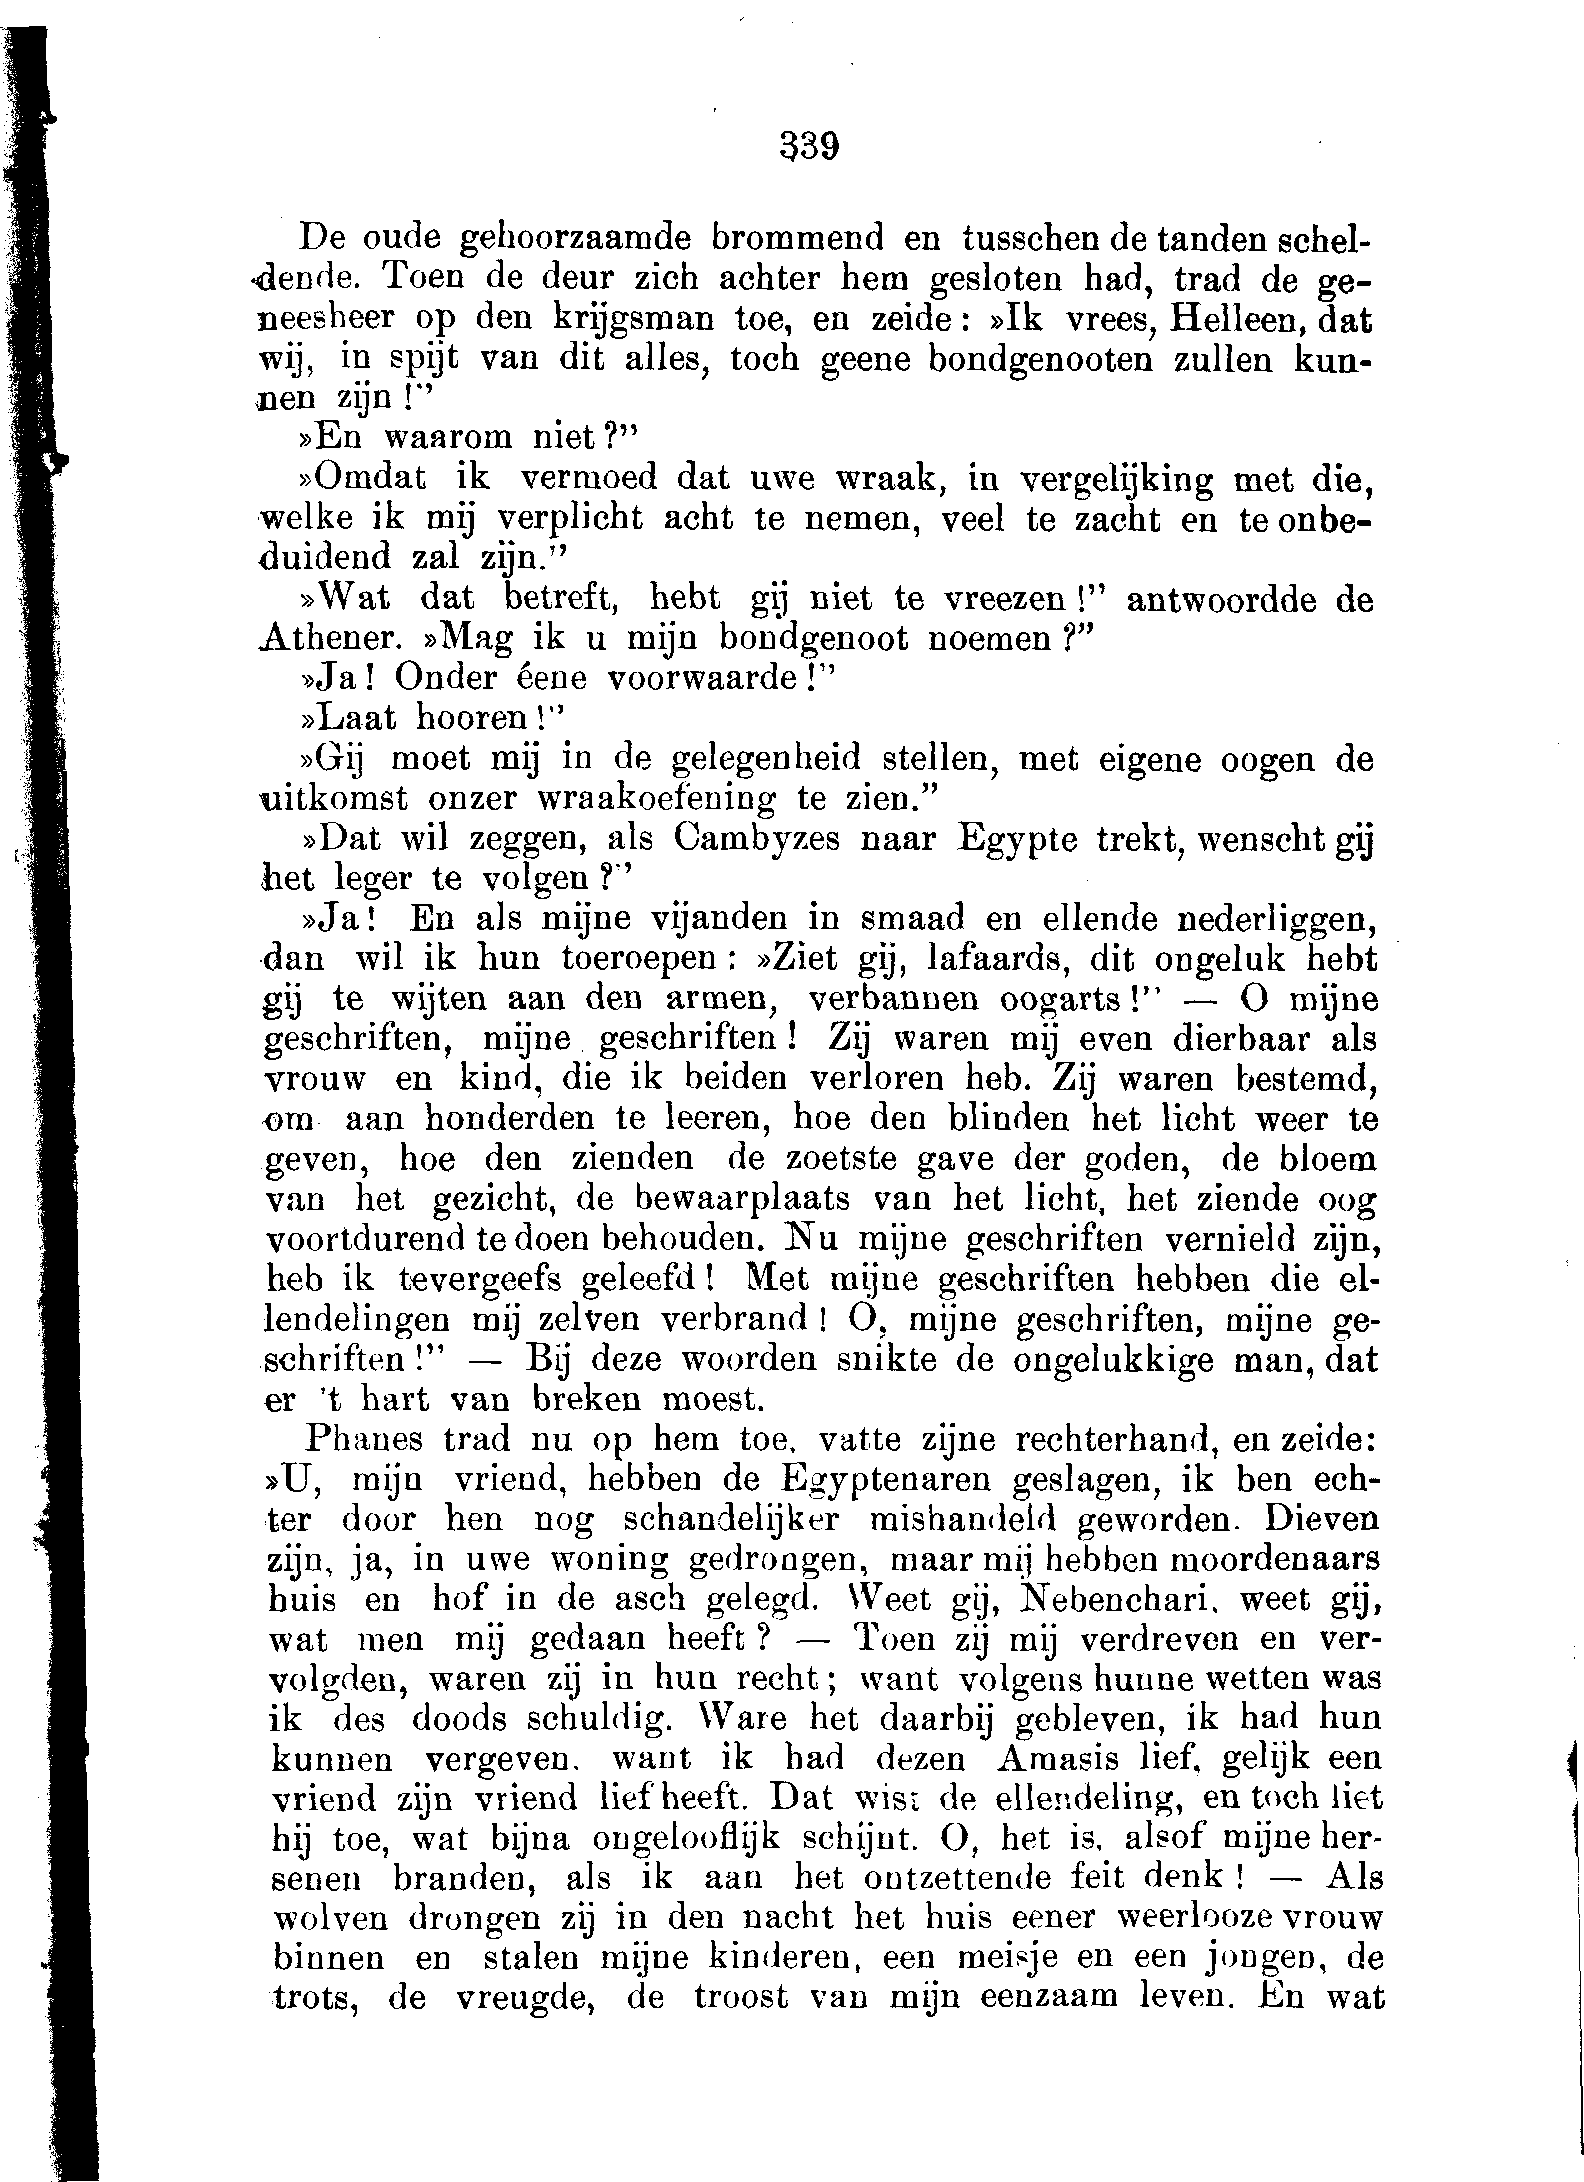 339
De oude gehoorzaamde brommend en tusschen de tanden schel-
dende. Toen de deur zich achter hem gesloten had, trad de ge-
neesheer op den krijgsman toe, en zeide: »Ik vrees, Helleen, dat
wij, in spijt van dit alles, toch geene bondgenooten zullen kun-
nen zijn!”
»En waarom niet?”
»Omdat ik vermoed dat uwe wraak, in vergelijking met die,
welke ik mij verplicht acht te nemen, veel te zacht en te onbe-
duidend zal zijn.”
»Wat dat betreft, hebt gij niet te vreezen!” antwoordde de
Athener. »Mag ik u mijn bondgenoot noemen?”
»Ja! Onder éene voorwaarde!”
»Laat hooren!”
»Gij moet mij in de gelegenheid stellen, met eigene oogen de
uitkomst onzer wraakoefening te zien.”
»Dat wil zeggen, als Cambyzes naar Egypte trekt, wenscht gij
het leger te volgen?”
»Ja! En als mijne vijanden in smaad en ellende nederliggen,
dan wil ik hun toeroepen: »Ziet gij, lafaards, dit ongeluk hebt
gij te wijten aan den armen, verbannen oogarts!” — O mijne
geschriften, mijne geschriften! Zij waren mij even dierbaar als
vrouw en kind, die ik beiden verloren heb. Zij waren bestemd,
om aan honderden te leeren, hoe den blinden het licht weer te
geven, hoe den zienden de zoetste gave der goden, de bloem
van het gezicht, de bewaarplaats van het licht, het ziende oog
voortdurend te doen behouden. Nu mijne geschriften vernield zijn,
heb ik tevergeefs geleefd! Met mijne geschriften hebben die el-
lendelingen mij zelven verbrand! O, mijne geschriften, mijne ge-
schriften!” — Bij deze woorden snikte de ongelukkige man, dat
er 't hart van breken moest.
Phanes trad nu op hem toe, vatte zijne rechterhand, en zeide:
»U, mijn vriend, hebben de Egyptenaren geslagen, ik ben ech-
ter door hen nog schandelijker mishandeld geworden. Dieven
zijn, ja, in uwe woning gedrongen, maar mij hebben moordenaars
huis en hof in de asch gelegd. Weet gij, Nebenchari, weet gij,
wat men mij gedaan heeft? — Toen zij mij verdreven en ver-
volgden, waren zij in hun recht; want volgens hunne wetten was
ik des doods schuldig. Ware het daarbij gebleven, ik had hun
kunnen vergeven, want ik had dezen Amasis lief, gelijk een
vriend zijn vriend lief heeft. Dat wist de ellendeling, en toch liet
hij toe, wat bijna ongelooflijk schijnt. O, het is, alsof mijne her-
senen branden, als ik aan het ontzettende feit denk! — Als
wolven drongen zij in den nacht het huis eener weerlooze vrouw
binnen en stalen mijne kinderen, een meisje en een jongen, de
trots, de vreugde, de troost van mijn eenzaam leven. En wat